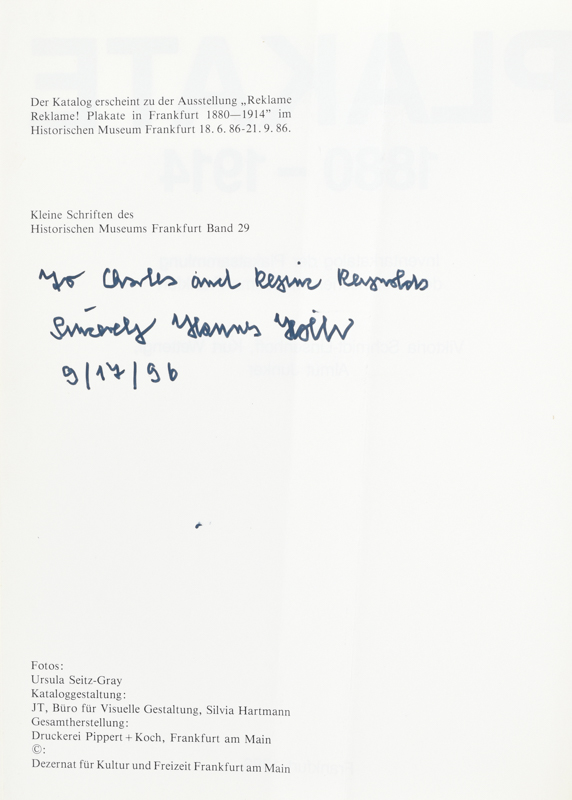 Der Katalog erscheint zu der Ausstellung „Reklame
Reklame! Plakate in Frankfurt 1880—1914” im
Historischen Museum Frankfurt 18. 6. 86-21. 9. 86.
Kleine Schriften des
Historischen Museums Frankfurt Band 29
To Charles and Regine Reynolds
Sincerely Hannes
9/17/96
Fotos:
Ursula Seitz-Gray
Kataloggestaltung:
JT, Büro für Visuelle Gestaltung, Silvia Hartmann
Gesamtherstellung:
Druckerei Pippert + Koch, Frankfurt am Main
©:
Dezernat für Kultur und Freizeit Frankfurt am Main